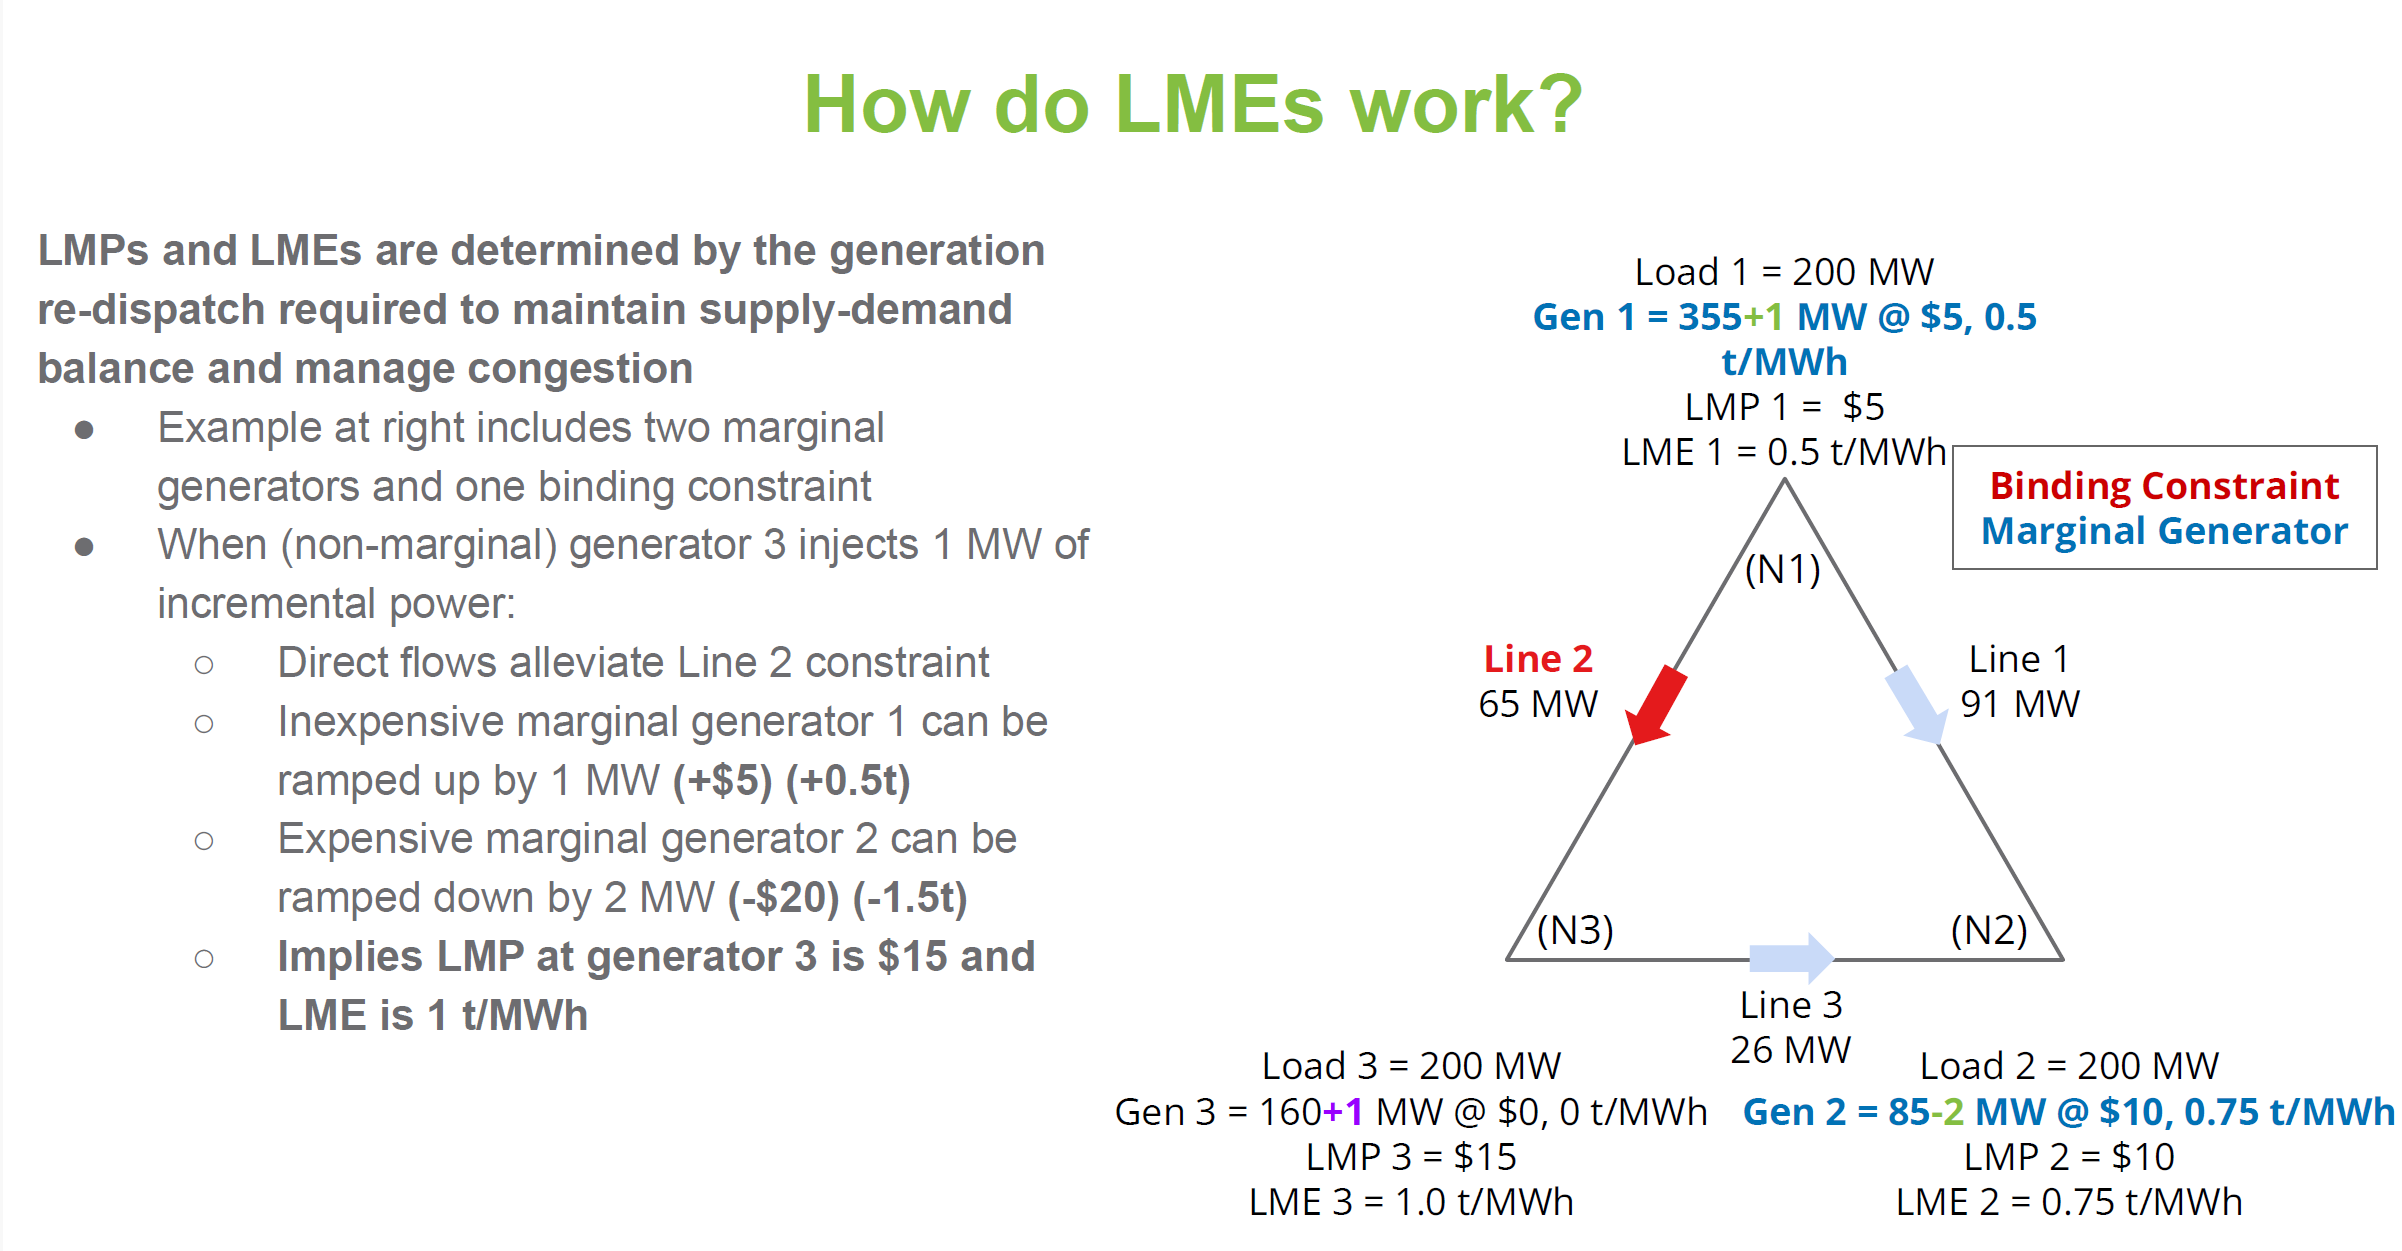 How do LMEs work?
LMPs and LMEs are determined by the generation
re-dispatch required to maintain supply-demand
balance and manage congestion
● Example at right includes two marginal
generators and one binding constraint
● When (non-marginal) generator 3 injects 1 MW of
incremental power:
○ Direct flows alleviate Line 2 constraint
○ Inexpensive marginal generator 1 can be
ramped up by 1 MW (+$5) (+0.5t)
○ Expensive marginal generator 2 can be
ramped down by 2 MW (-$20) (-1.5t)
○ Implies LMP at generator 3 is $15 and
LME is 1 t/MWh
Load 1 = 200 MW
Gen 1 = 355+1 MW @ $5, 0.5
t/MWh
LMP 1 = $5
LME 1 = 0.5 t/MWh
Binding Constraint
Marginal Generator
(N1)
Line 2
65 MW
Line 1
91 MW
(N3)
(N2)
Line 3
26 MW
Load 3 = 200 MW
Gen 3 = 160+1 MW @ $0, 0 t/MWh
LMP 3 = $15
LME 3 = 1.0 t/MWh
Load 2 = 200 MW
Gen 2 = 85-2 MW @ $10, 0.75 t/MWh
LMP 2 = $10
LME 2 = 0.75 t/MWh